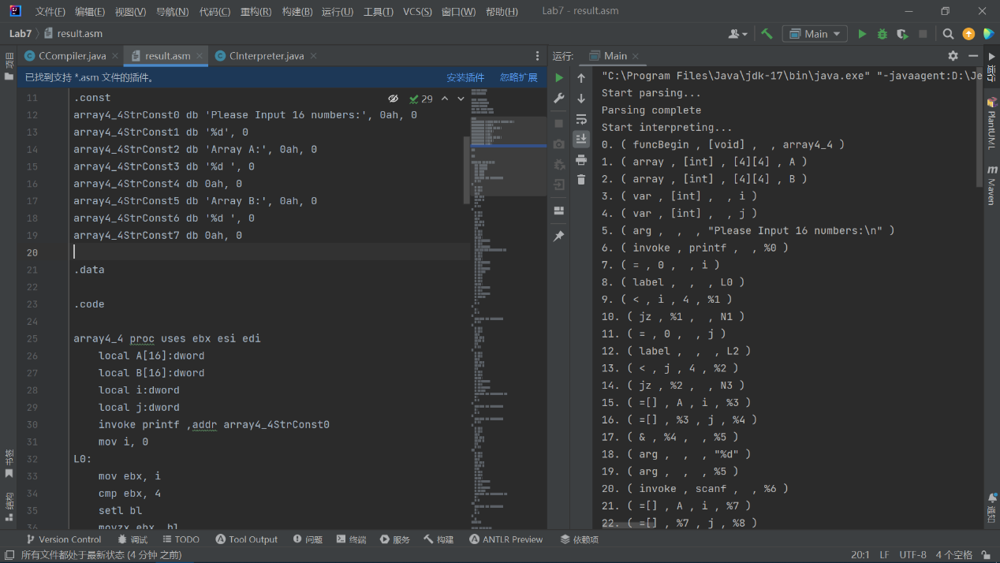 文件(F) 编辑(E) 视图(V) 导航(N) 代码(C) 重构(R) 构建(B) 运行(U) 工具(T) VCS(S) 窗口(W) 帮助(H) Lab7 - result.asm
Lab7 result.asm Main
项目
CCompiler.java result.asm CInterpreter.java
已找到支持 *.asm 文件的插件。 安装插件 忽略扩展
29
11 .const
12 array4_4StrConst0 db 'Please Input 16 numbers:', 0ah, 0
13 array4_4StrConst1 db '%d', 0
14 array4_4StrConst2 db 'Array A:', 0ah, 0
15 array4_4StrConst3 db '%d ', 0
16 array4_4StrConst4 db 0ah, 0
17 array4_4StrConst5 db 'Array B:', 0ah, 0
18 array4_4StrConst6 db '%d ', 0
19 array4_4StrConst7 db 0ah, 0
20
21 .data
22
23 .code
24
25 array4_4 proc uses ebx esi edi
26 local A[16]:dword
27 local B[16]:dword
28 local i:dword
29 local j:dword
30 invoke printf ,addr array4_4StrConst0
31 mov i, 0
32 L0:
33 mov ebx, i
34 cmp ebx, 4
35 setl bl
36 movzx ebx, bl
书签
结构
运行: Main
"C:\Program Files\Java\jdk-17\bin\java.exe" "-javaagent:D:\Je
Start parsing...
Parsing complete
Start interpreting...
0. ( funcBegin , [void] , , array4_4 )
1. ( array , [int] , [4][4] , A )
2. ( array , [int] , [4][4] , B )
3. ( var , [int] , , i )
4. ( var , [int] , , j )
5. ( arg , , , "Please Input 16 numbers:\n" )
6. ( invoke , printf , , %0 )
7. ( = , 0 , , i )
8. ( label , , , L0 )
9. ( < , i , 4 , %1 )
10. ( jz , %1 , , N1 )
11. ( = , 0 , , j )
12. ( label , , , L2 )
13. ( < , j , 4 , %2 )
14. ( jz , %2 , , N3 )
15. ( =[] , A , i , %3 )
16. ( =[] , %3 , j , %4 )
17. ( & , %4 , , %5 )
18. ( arg , , , "%d" )
19. ( arg , , , %5 )
20. ( invoke , scanf , , %6 )
21. ( =[] , A , i , %7 )
22. ( =[] , %7 , j , %8 )
运行
PlantUML
m Maven
通知
Version Control 调试 TODO Tool Output 问题 终端 服务 构建 ANTLR Preview 依赖项
所有文件都处于最新状态 (4 分钟 之前) 20:1 LF UTF-8 4 个空格